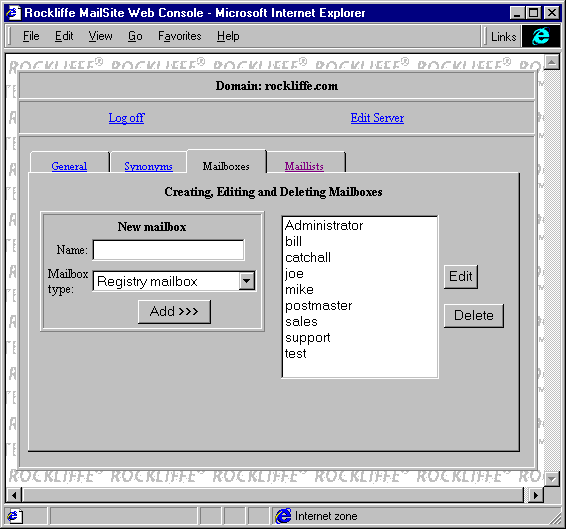 Rockliffe MailSite Web Console - Microsoft Internet Explorer
File Edit View Go Favorites Help Links
ROCKLIFFE® ROCKLIFFE® ROCKLIFFE® ROCKLIFFE® ROCKLIFFE®
Domain: rockliffe.com
Log off Edit Server
General Synonyms Mailboxes Maillists
Creating, Editing and Deleting Mailboxes
New mailbox
Name:
Mailbox
type:
Registry mailbox
Add >>>
Administrator
bill
catchall
joe
mike
postmaster
sales
support
test
Edit
Delete
ROCKLIFFE® ROCKLIFFE® ROCKLIFFE® ROCKLIFFE® ROCKLIFFE®
Internet zone